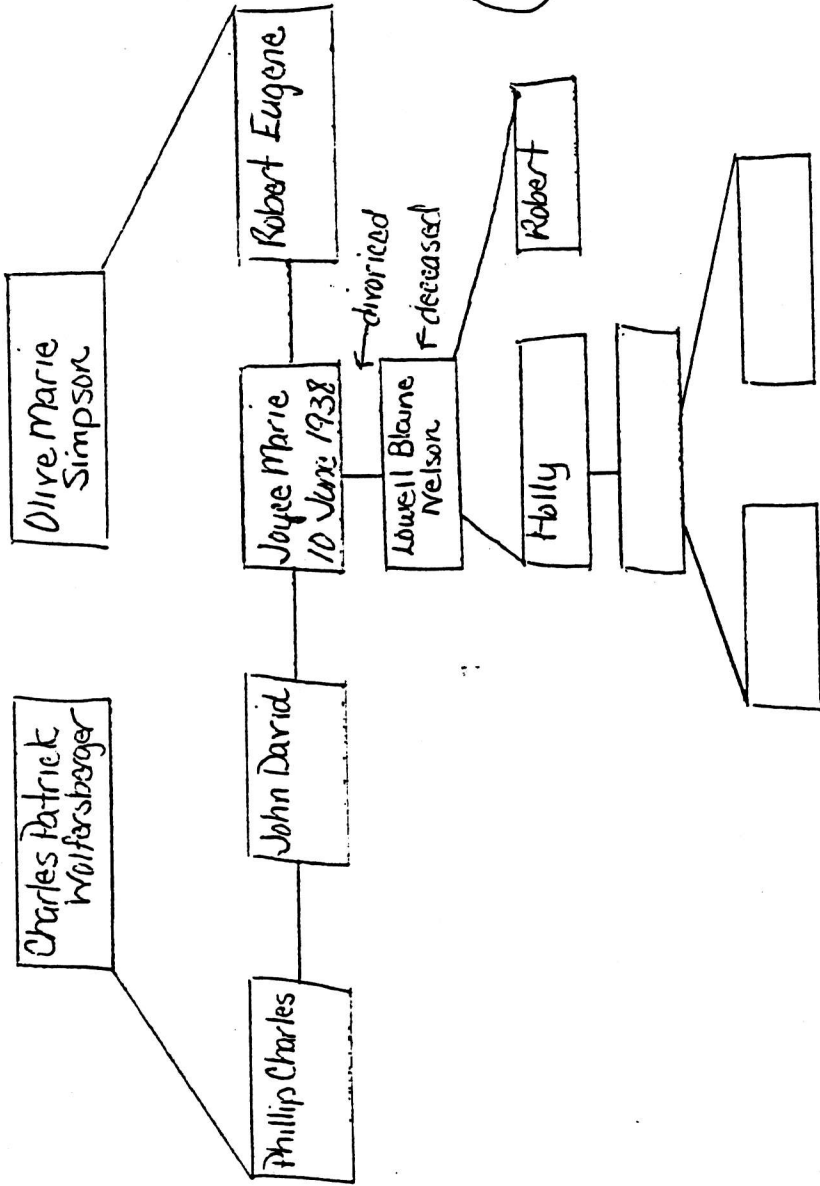 Charles Patrick
Wolfersberger
Olive Marie
Simpson
Phillip Charles
John David
Joyce Marie
10 June 1938
Robert Eugene
← divoriced
Lowell Blaine
Nelson
← deceased
Holly
Robert